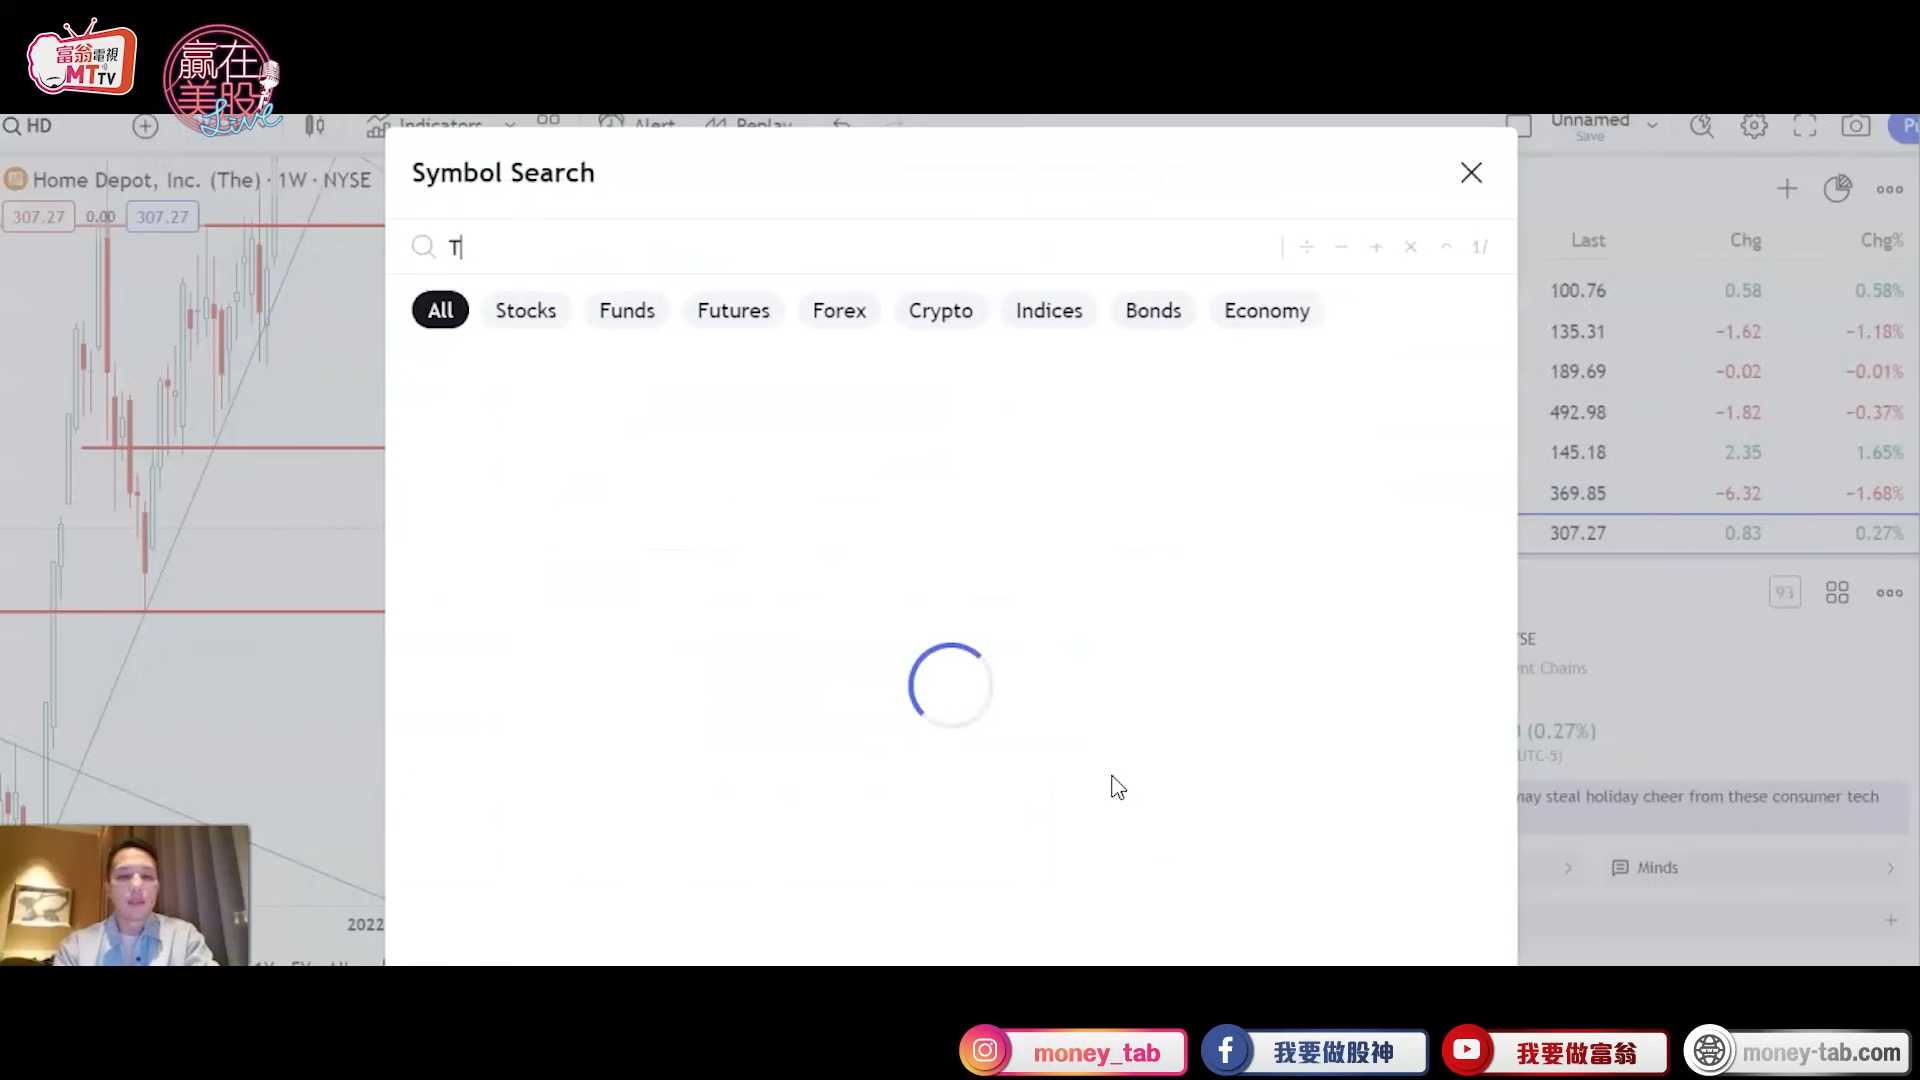 富翁電視
MTTV
贏在
美股
Live
HD
Indicators
Alert
Replay
Unnamed
Save
Home Depot, Inc. (The) · 1W · NYSE
307.27
0.00
307.27
Symbol Search
T
÷ − + × ^ 1/
All
Stocks
Funds
Futures
Forex
Crypto
Indices
Bonds
Economy
Last Chg Chg%
100.76 0.58 0.58%
135.31 −1.62 −1.18%
189.69 −0.02 −0.01%
492.98 −1.82 −0.37%
145.18 2.35 1.65%
369.85 −6.32 −1.68%
307.27 0.83 0.27%
93
(0.27%)
UTC-5)
may steal holiday cheer from these consumer tech
Minds
2022
money_tab
我要做股神
我要做富翁
money-tab.com